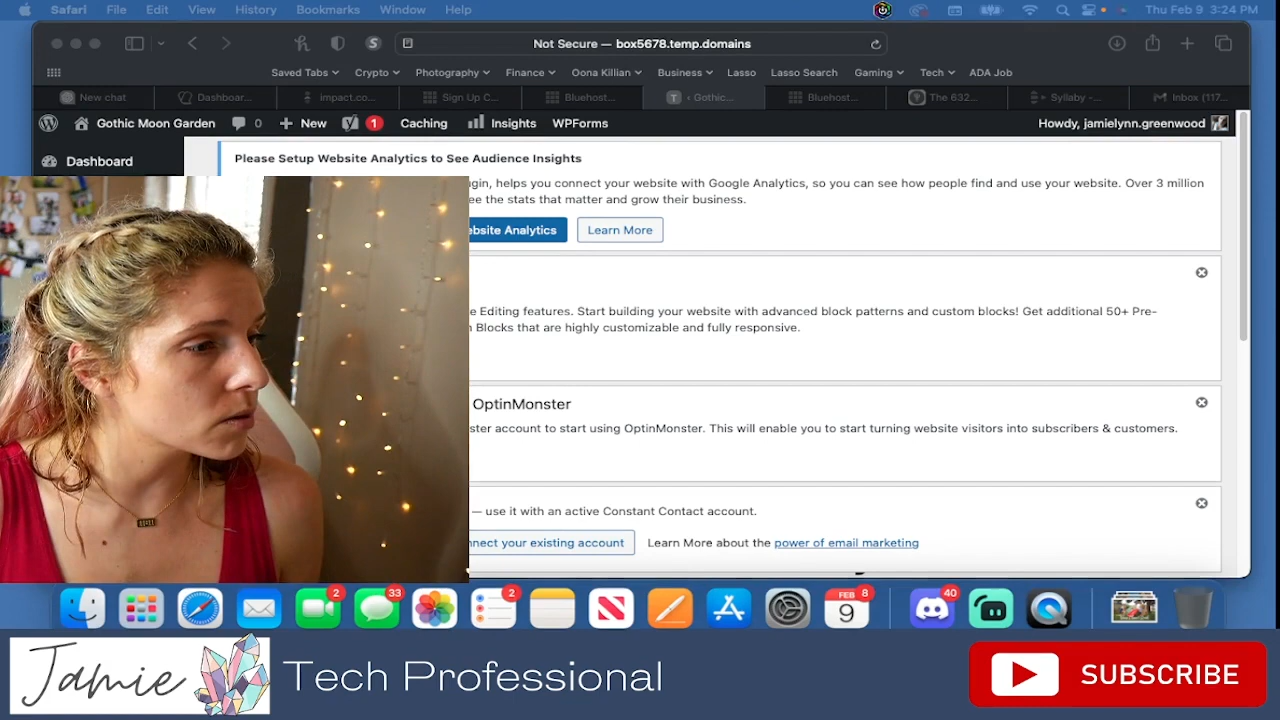 Safari File Edit View History Bookmarks Window Help Thu Feb 9 3:24 PM
Not Secure — box5678.temp.domains
Saved Tabs Crypto Photography Finance Oona Killian Business Lasso Lasso Search Gaming Tech ADA Job
New chat Dashboar... impact.co... Sign Up C... Bluehost... ‹ Gothic... Bluehost... The 632... Syllaby -... Inbox (117...
Gothic Moon Garden 0 New 1 Caching Insights WPForms Howdy, jamielynn.greenwood
Dashboard
Please Setup Website Analytics to See Audience Insights
gin, helps you connect your website with Google Analytics, so you can see how people find and use your website. Over 3 million
ee the stats that matter and grow their business.
ebsite Analytics Learn More
e Editing features. Start building your website with advanced block patterns and custom blocks! Get additional 50+ Pre-
n Blocks that are highly customizable and fully responsive.
OptinMonster
ster account to start using OptinMonster. This will enable you to start turning website visitors into subscribers & customers.
— use it with an active Constant Contact account.
nnect your existing account Learn More about the power of email marketing
2 33 2 FEB 8 9 40
Jamie Tech Professional SUBSCRIBE